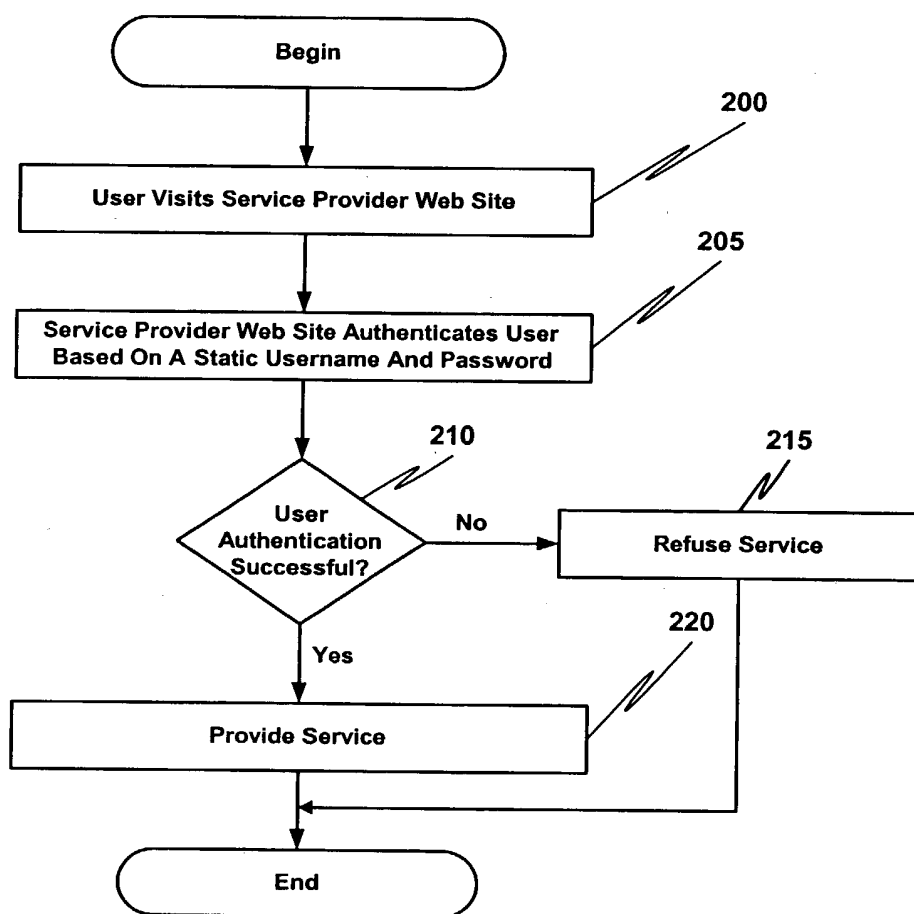 Begin
200
User Visits Service Provider Web Site
205
Service Provider Web Site Authenticates User
Based On A Static Username And Password
210
215
User
Authentication
Successful?
No
Refuse Service
Yes
220
Provide Service
End